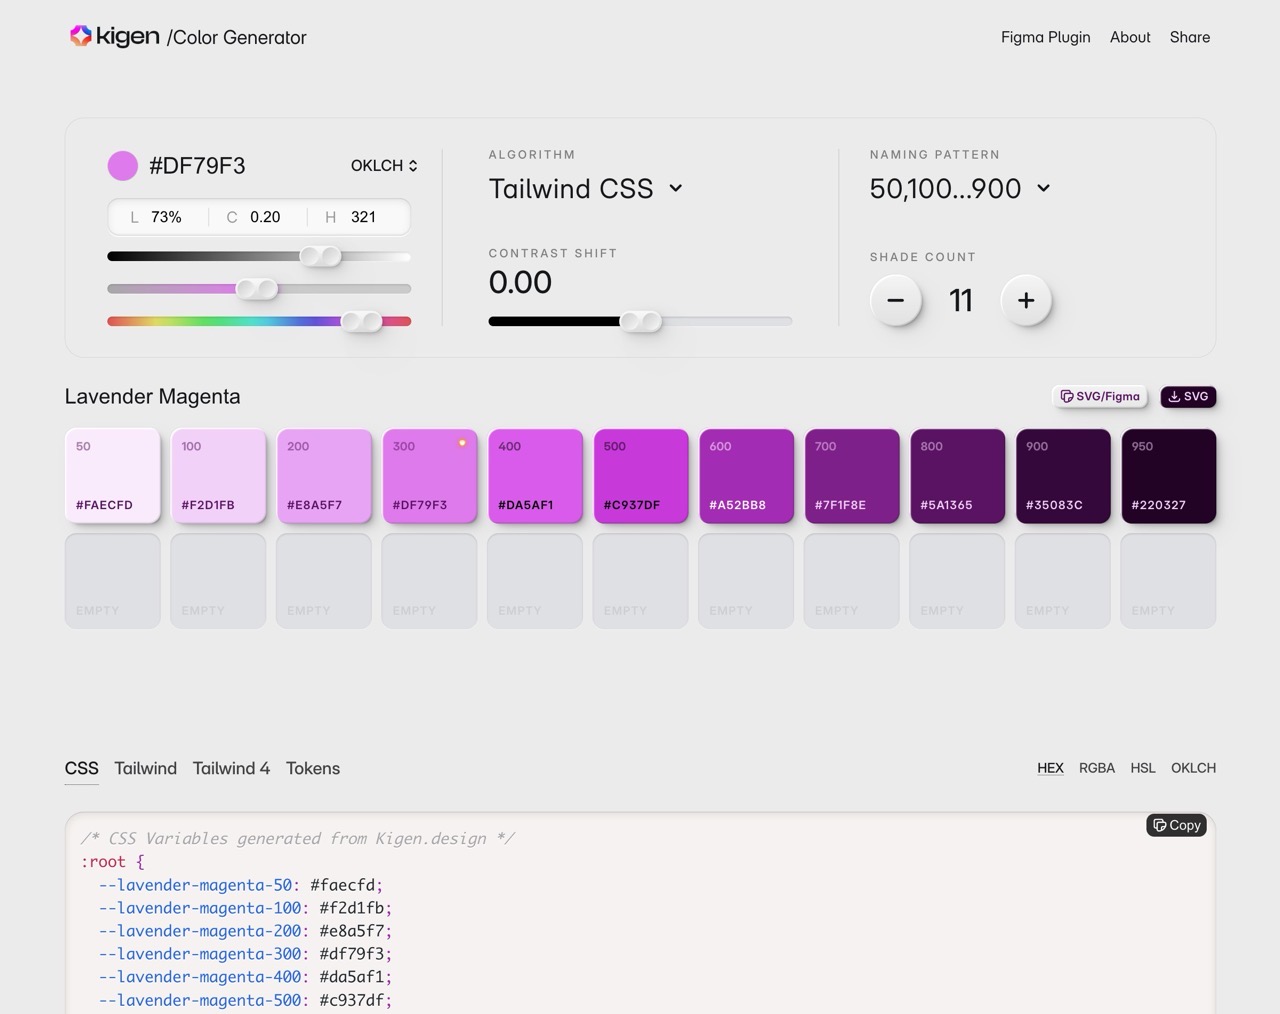 kigen /Color Generator
Figma Plugin About Share
#DF79F3 OKLCH
L 73% C 0.20 H 321
ALGORITHM
Tailwind CSS
CONTRAST SHIFT
0.00
NAMING PATTERN
50,100...900
SHADE COUNT
11
Lavender Magenta
SVG/Figma SVG
50 100 200 300 400 500 600 700 800 900 950
#FAECFD #F2D1FB #E8A5F7 #DF79F3 #DA5AF1 #C937DF #A52BB8 #7F1F8E #5A1365 #35083C #220327
EMPTY EMPTY EMPTY EMPTY EMPTY EMPTY EMPTY EMPTY EMPTY EMPTY EMPTY
CSS Tailwind Tailwind 4 Tokens
HEX RGBA HSL OKLCH
Copy
/* CSS Variables generated from Kigen.design */
:root {
--lavender-magenta-50: #faecfd;
--lavender-magenta-100: #f2d1fb;
--lavender-magenta-200: #e8a5f7;
--lavender-magenta-300: #df79f3;
--lavender-magenta-400: #da5af1;
--lavender-magenta-500: #c937df;